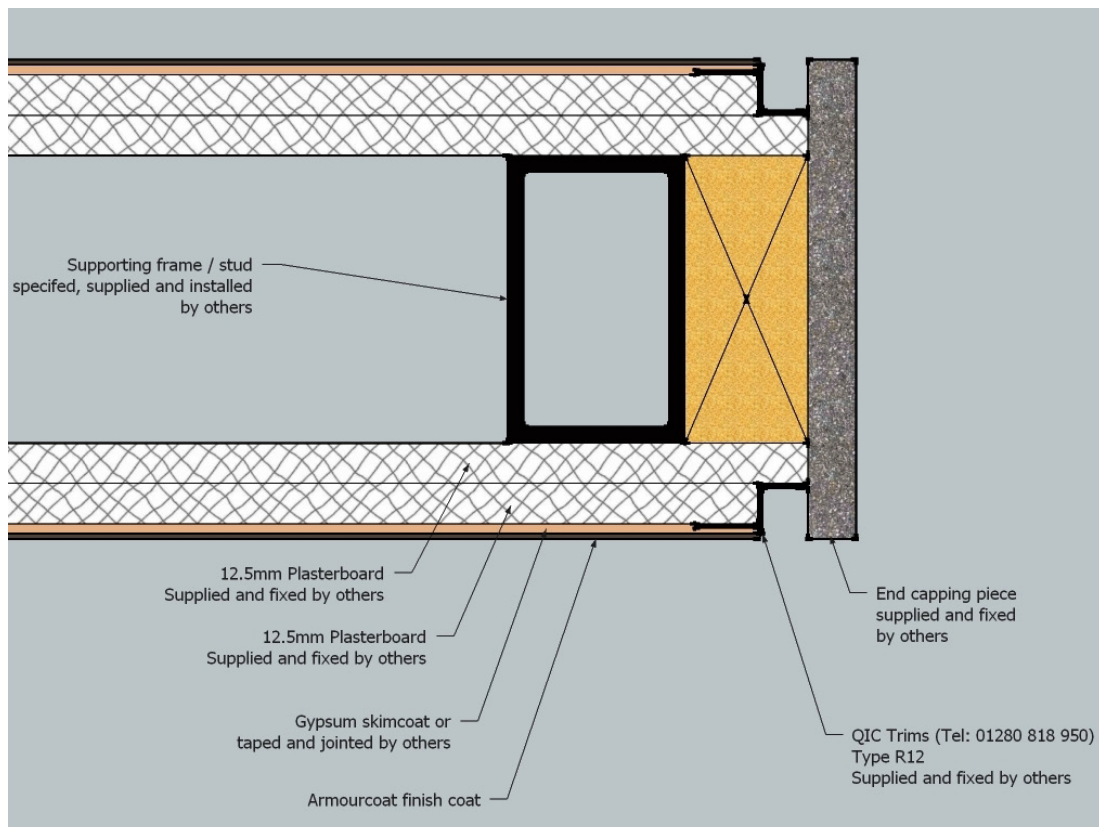 Supporting frame / stud
specifed, supplied and installed
by others
12.5mm Plasterboard
Supplied and fixed by others
12.5mm Plasterboard
Supplied and fixed by others
Gypsum skimcoat or
taped and jointed by others
Armourcoat finish coat
End capping piece
supplied and fixed
by others
QIC Trims (Tel: 01280 818 950)
Type R12
Supplied and fixed by others